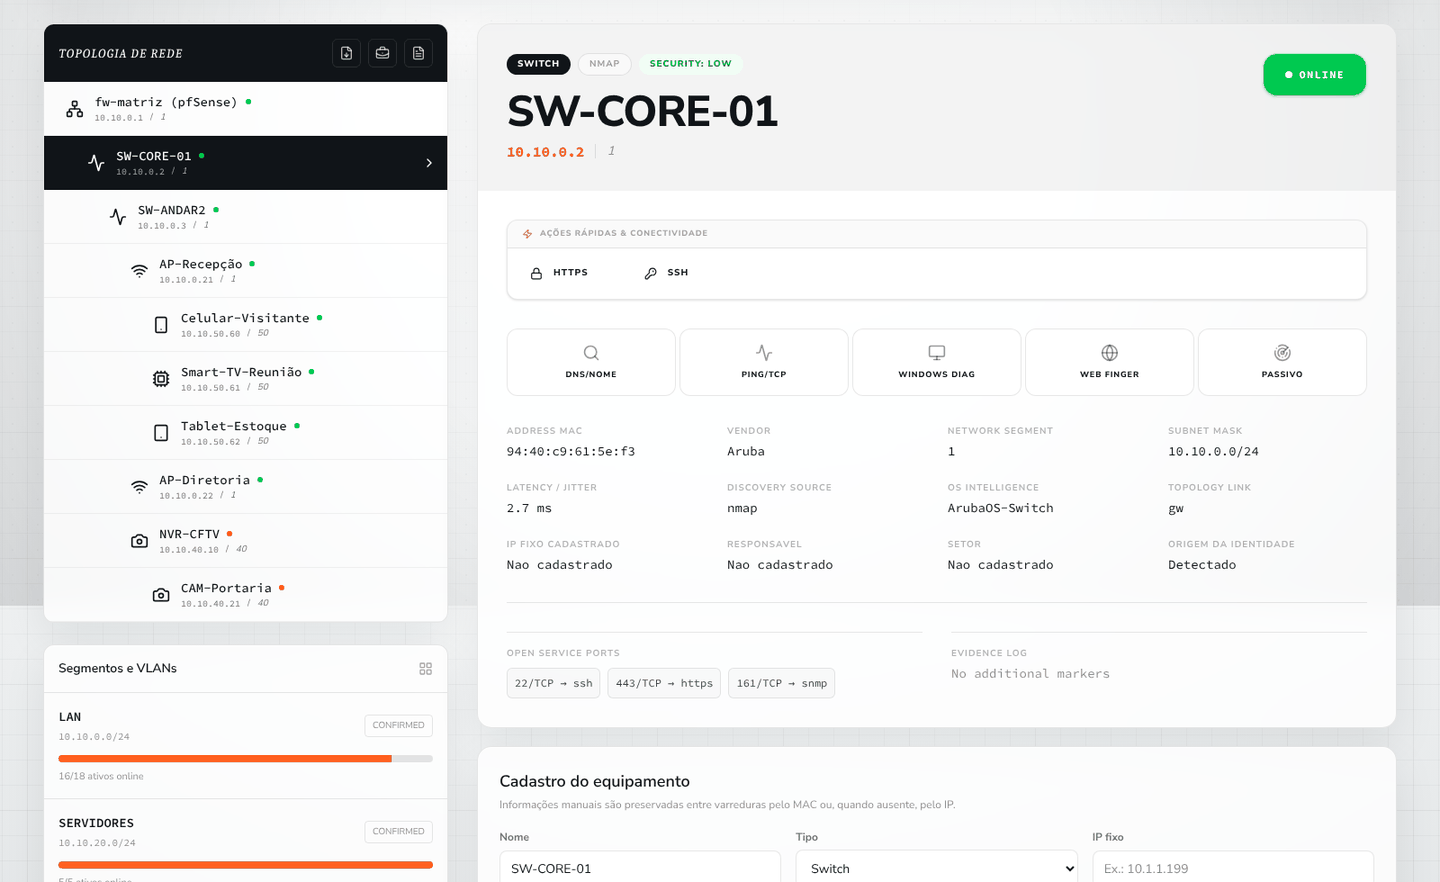 TOPOLOGIA DE REDE
fw-matriz (pfSense)
10.10.0.1 / 1
SW-CORE-01
10.10.0.2 / 1
SW-ANDAR2
10.10.0.3 / 1
AP-Recepção
10.10.0.21 / 1
Celular-Visitante
10.10.50.60 / 50
Smart-TV-Reunião
10.10.50.61 / 50
Tablet-Estoque
10.10.50.62 / 50
AP-Diretoria
10.10.0.22 / 1
NVR-CFTV
10.10.40.10 / 40
CAM-Portaria
10.10.40.21 / 40
Segmentos e VLANs
LAN
CONFIRMED
10.10.0.0/24
16/18 ativos online
SERVIDORES
CONFIRMED
10.10.20.0/24
5/5 ativos online
SWITCH NMAP SECURITY: LOW
ONLINE
SW-CORE-01
10.10.0.2 1
AÇÕES RÁPIDAS & CONECTIVIDADE
HTTPS SSH
DNS/NOME PING/TCP WINDOWS DIAG WEB FINGER PASSIVO
ADDRESS MAC VENDOR NETWORK SEGMENT SUBNET MASK
94:40:c9:61:5e:f3 Aruba 1 10.10.0.0/24
LATENCY / JITTER DISCOVERY SOURCE OS INTELLIGENCE TOPOLOGY LINK
2.7 ms nmap ArubaOS-Switch gw
IP FIXO CADASTRADO RESPONSAVEL SETOR ORIGEM DA IDENTIDADE
Nao cadastrado Nao cadastrado Nao cadastrado Detectado
OPEN SERVICE PORTS
22/TCP → ssh 443/TCP → https 161/TCP → snmp
EVIDENCE LOG
No additional markers
Cadastro do equipamento
Informações manuais são preservadas entre varreduras pelo MAC ou, quando ausente, pelo IP.
Nome Tipo IP fixo
SW-CORE-01 Switch Ex.: 10.1.1.199